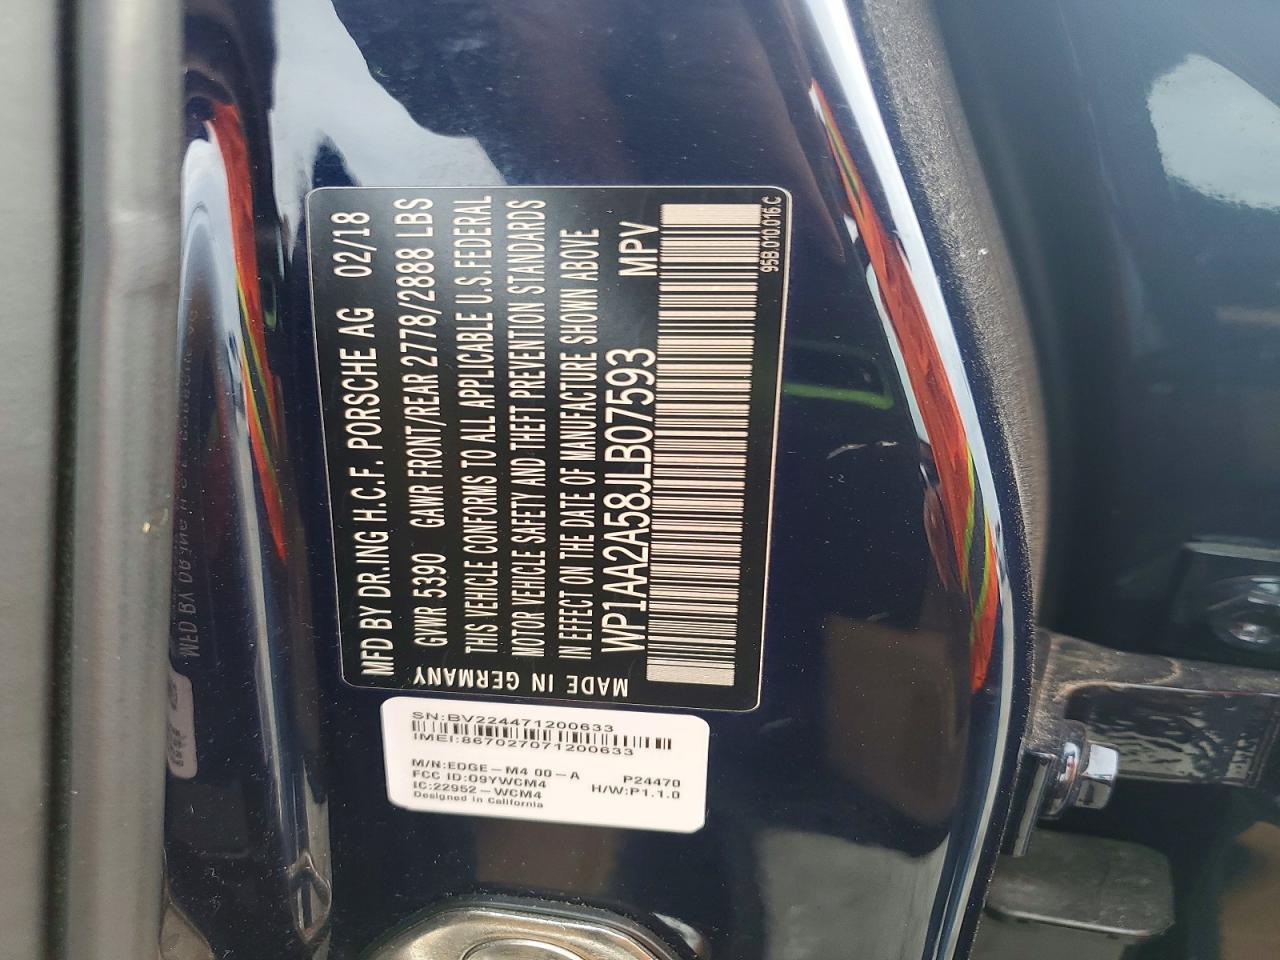 MFD BY DR.ING H.C.F. PORSCHE AG 02/18
GVWR 5390 GAWR FRONT/REAR 2778/2888 LBS
THIS VEHICLE CONFORMS TO ALL APPLICABLE U.S.FEDERAL
MOTOR VEHICLE SAFETY AND THEFT PREVENTION STANDARDS
IN EFFECT ON THE DATE OF MANUFACTURE SHOWN ABOVE
WP1AA2A58JLB07593 MPV
95B.010.016.C
MADE IN GERMANY
SN:BV224471200633
IMEI:867027071200633
M/N:EDGE-M4 00-A P24470
FCC ID:09YWCM4 H/W:P1.1.0
IC:22952-WCM4
Designed in California